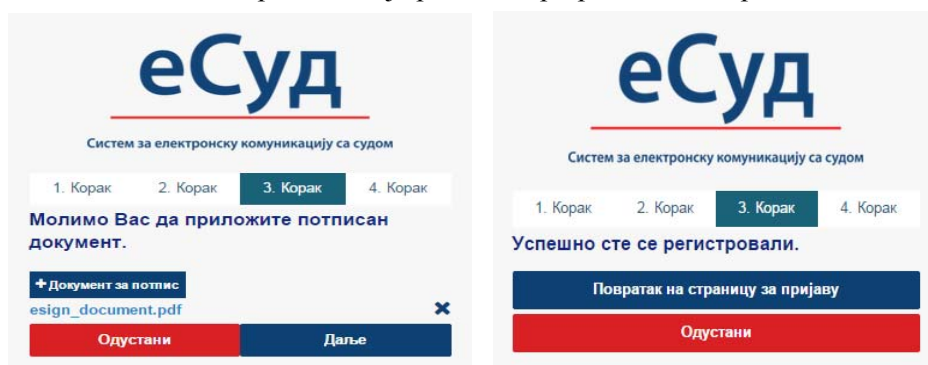 еСуд
Систем за електронску комуникацију са судом
1. Корак 2. Корак 3. Корак 4. Корак
Молимо Вас да приложите потписан
документ.
+Документ за потпис
esign_document.pdf ✖
Одустани Даље
еСуд
Систем за електронску комуникацију са судом
1. Корак 2. Корак 3. Корак 4. Корак
Успешно сте се регистровали.
Повратак на страницу за пријаву
Одустани